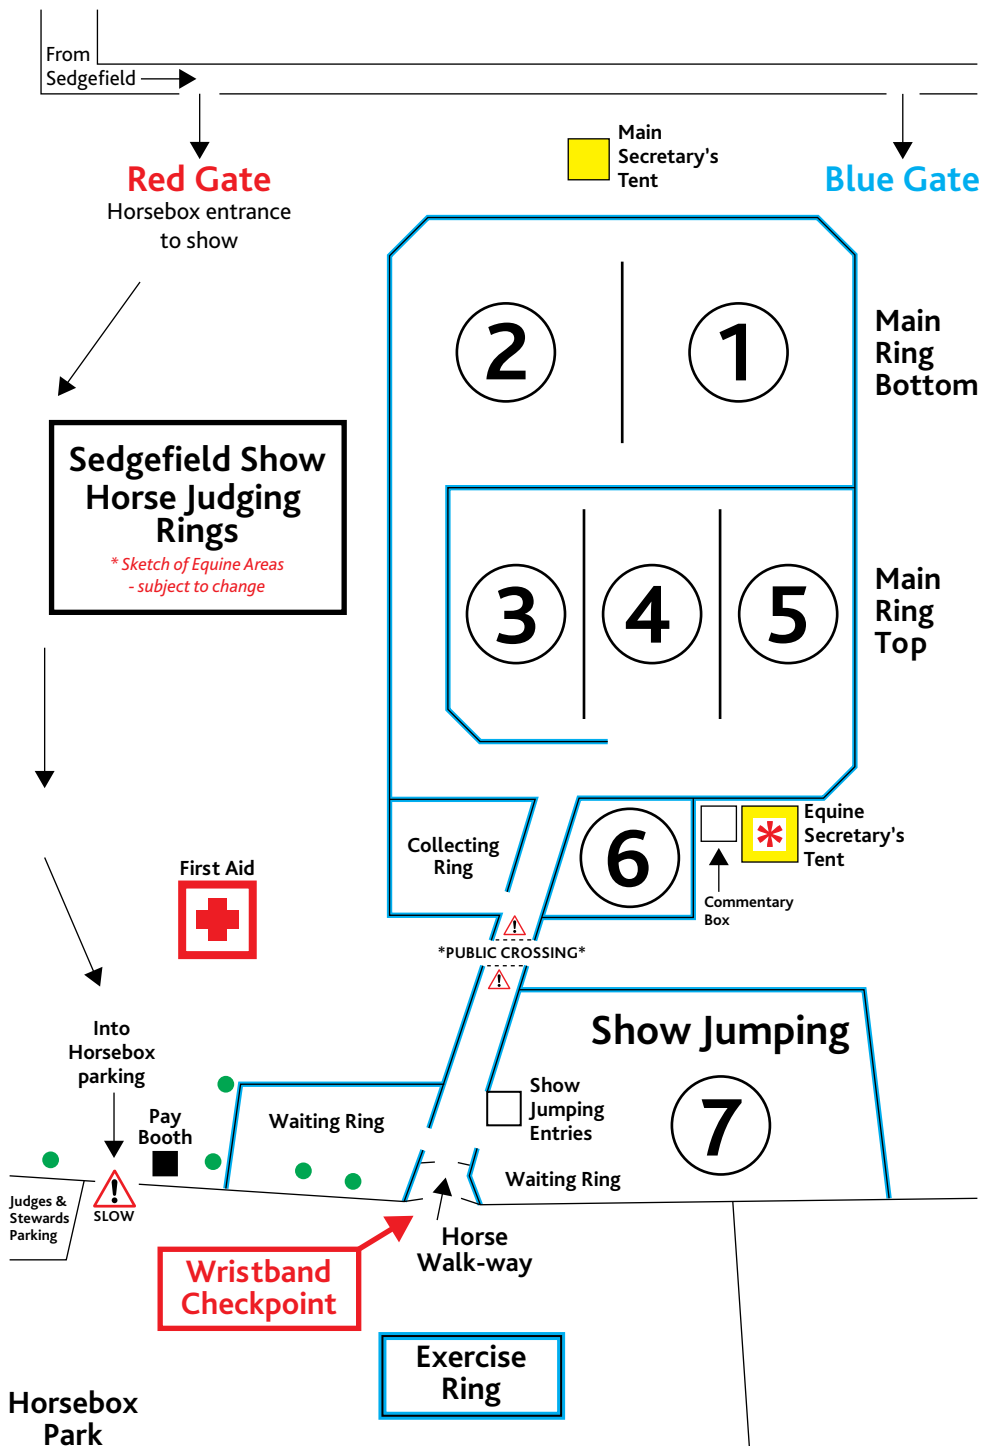 From
Sedgefield
Main
Secretary's
Tent
Red Gate
Horsebox entrance
to show
Blue Gate
2
1
Main
Ring
Bottom
Sedgefield Show
Horse Judging
Rings
* Sketch of Equine Areas
- subject to change
3
4
5
Main
Ring
Top
Collecting
Ring
6
*
Equine
Secretary's
Tent
Commentary
Box
First Aid
!
*PUBLIC CROSSING*
!
Show Jumping
7
Into
Horsebox
parking
Pay
Booth
Waiting Ring
Show
Jumping
Entries
Waiting Ring
!
SLOW
Judges &
Stewards
Parking
Horse
Walk-way
Wristband
Checkpoint
Exercise
Ring
Horsebox
Park